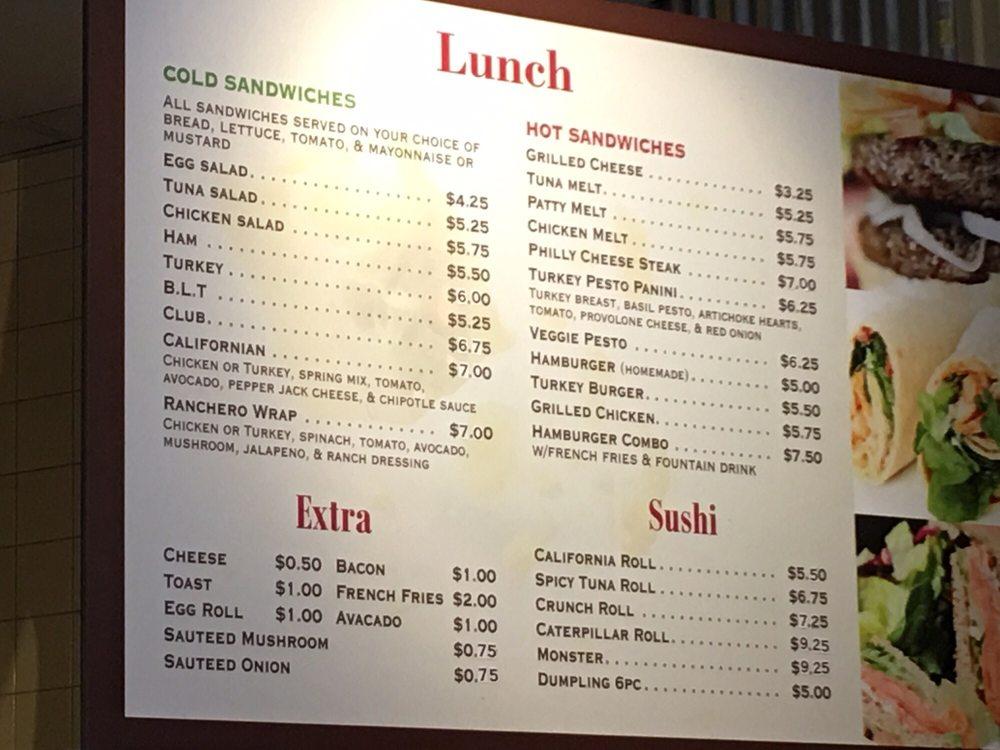 Lunch
COLD SANDWICHES
ALL SANDWICHES SERVED ON YOUR CHOICE OF
BREAD, LETTUCE, TOMATO, & MAYONNAISE OR
MUSTARD
EGG SALAD. . . . . . . . . . . . . . . . . . $4.25
TUNA SALAD. . . . . . . . . . . . . . . . . $5.25
CHICKEN SALAD . . . . . . . . . . . . . . $5.75
HAM . . . . . . . . . . . . . . . . . . . . . $5.50
TURKEY . . . . . . . . . . . . . . . . . . . $6.00
B.L.T . . . . . . . . . . . . . . . . . . . . $5.25
CLUB. . . . . . . . . . . . . . . . . . . . . $6.75
CALIFORNIAN . . . . . . . . . . . . . . . $7.00
CHICKEN OR TURKEY, SPRING MIX, TOMATO,
AVOCADO, PEPPER JACK CHEESE, & CHIPOTLE SAUCE
RANCHERO WRAP . . . . . . . . . . . . . $7.00
CHICKEN OR TURKEY, SPINACH, TOMATO, AVOCADO,
MUSHROOM, JALAPENO, & RANCH DRESSING
HOT SANDWICHES
GRILLED CHEESE . . . . . . . . . . . . $3.25
TUNA MELT. . . . . . . . . . . . . . . . . $5.25
PATTY MELT . . . . . . . . . . . . . . . . $5.75
CHICKEN MELT . . . . . . . . . . . . . . $5.75
PHILLY CHEESE STEAK . . . . . . . . $7.00
TURKEY PESTO PANINI. . . . . . . . . $6.25
TURKEY BREAST, BASIL PESTO, ARTICHOKE HEARTS,
TOMATO, PROVOLONE CHEESE, & RED ONION
VEGGIE PESTO . . . . . . . . . . . . . . $6.25
HAMBURGER (HOMEMADE). . . . . . . . $5.00
TURKEY BURGER. . . . . . . . . . . . . $5.50
GRILLED CHICKEN. . . . . . . . . . . . $5.75
HAMBURGER COMBO . . . . . . . . . . $7.50
W/FRENCH FRIES & FOUNTAIN DRINK
Extra
CHEESE $0.50 BACON $1.00
TOAST $1.00 FRENCH FRIES $2.00
EGG ROLL $1.00 AVACADO $1.00
SAUTEED MUSHROOM $0.75
SAUTEED ONION $0.75
Sushi
CALIFORNIA ROLL. . . . . . . . . . . . $5.50
SPICY TUNA ROLL . . . . . . . . . . . . $6.75
CRUNCH ROLL . . . . . . . . . . . . . . $7.25
CATERPILLAR ROLL. . . . . . . . . . . $9.25
MONSTER. . . . . . . . . . . . . . . . . . $9.25
DUMPLING 6PC. . . . . . . . . . . . . . $5.00